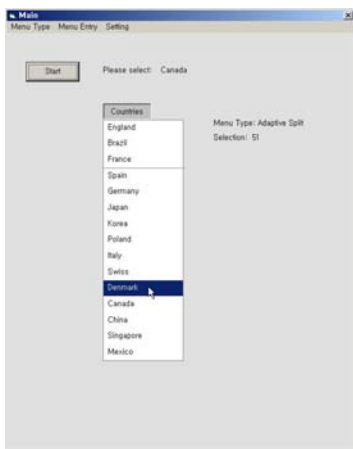 Main
Menu Type Menu Entry Setting
Start
Please select: Canada
Countries
England
Brazil
France
Spain
Germany
Japan
Korea
Poland
Italy
Swiss
Denmark
Canada
China
Singapore
Mexico
Menu Type: Adaptive Split
Selection: 51